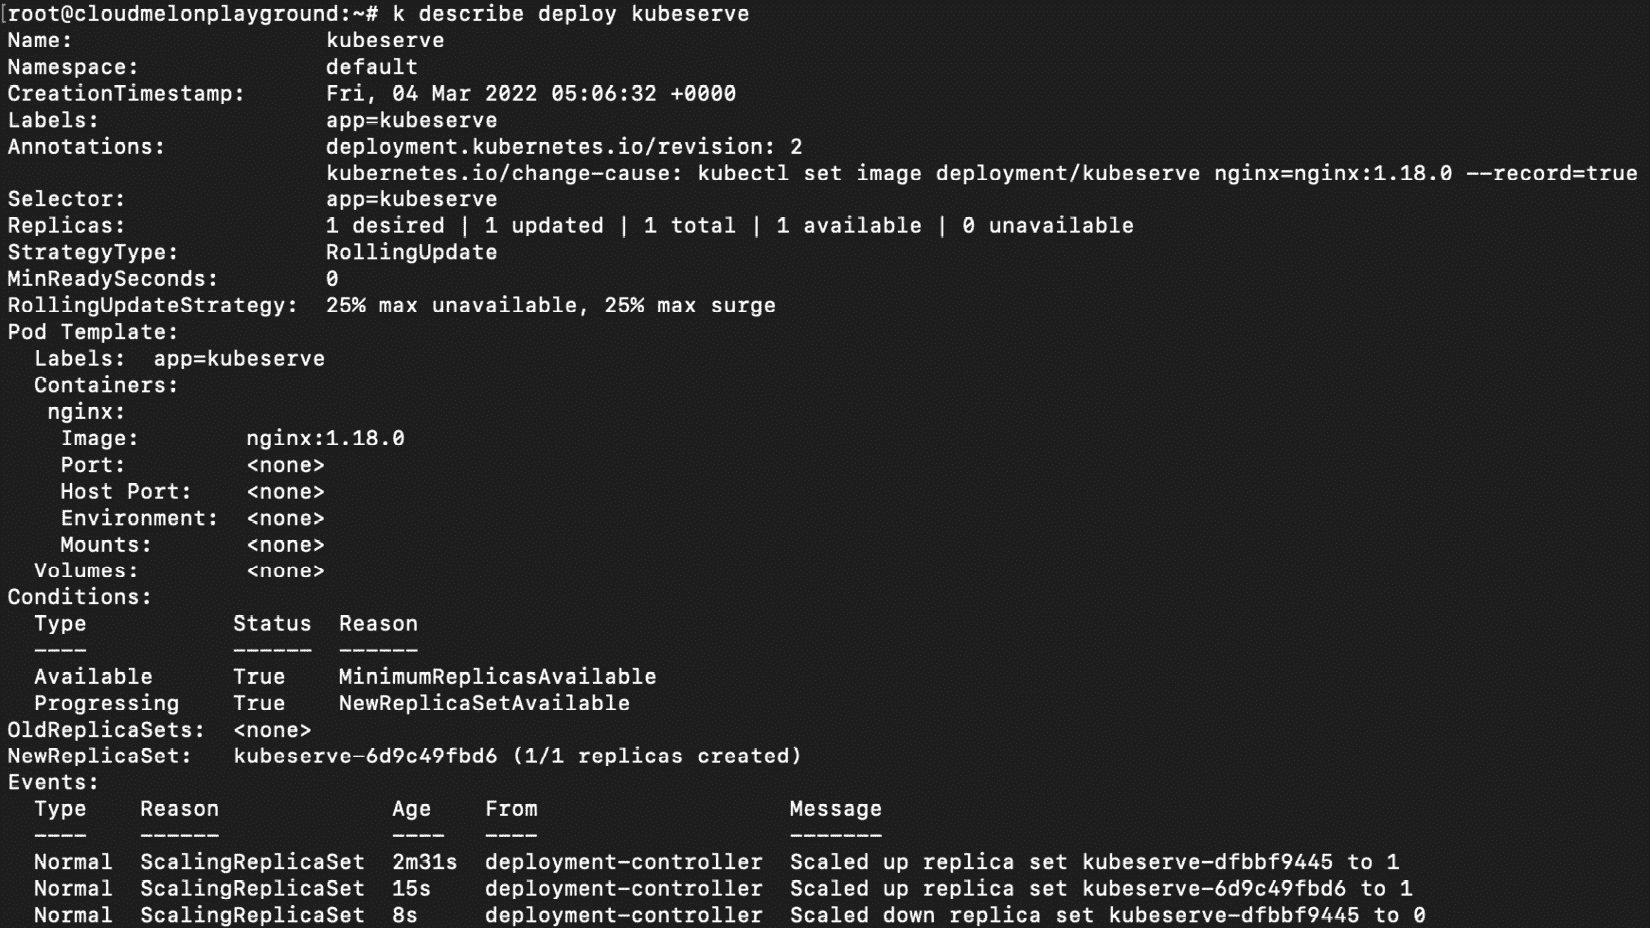 [root@cloudmelonplayground:~# k describe deploy kubeserve
Name:                   kubeserve
Namespace:              default
CreationTimestamp:      Fri, 04 Mar 2022 05:06:32 +0000
Labels:                 app=kubeserve
Annotations:            deployment.kubernetes.io/revision: 2
                        kubernetes.io/change-cause: kubectl set image deployment/kubeserve nginx=nginx:1.18.0 --record=true
Selector:               app=kubeserve
Replicas:               1 desired | 1 updated | 1 total | 1 available | 0 unavailable
StrategyType:           RollingUpdate
MinReadySeconds:        0
RollingUpdateStrategy:  25% max unavailable, 25% max surge
Pod Template:
  Labels:  app=kubeserve
  Containers:
   nginx:
    Image:        nginx:1.18.0
    Port:         <none>
    Host Port:    <none>
    Environment:  <none>
    Mounts:       <none>
  Volumes:        <none>
Conditions:
  Type           Status  Reason
  ----           ------  ------
  Available      True    MinimumReplicasAvailable
  Progressing    True    NewReplicaSetAvailable
OldReplicaSets:  <none>
NewReplicaSet:   kubeserve-6d9c49fbd6 (1/1 replicas created)
Events:
  Type    Reason             Age    From                   Message
  ----    ------             ----   ----                   -------
  Normal  ScalingReplicaSet  2m31s  deployment-controller  Scaled up replica set kubeserve-dfbbf9445 to 1
  Normal  ScalingReplicaSet  15s    deployment-controller  Scaled up replica set kubeserve-6d9c49fbd6 to 1
  Normal  ScalingReplicaSet  8s     deployment-controller  Scaled down replica set kubeserve-dfbbf9445 to 0